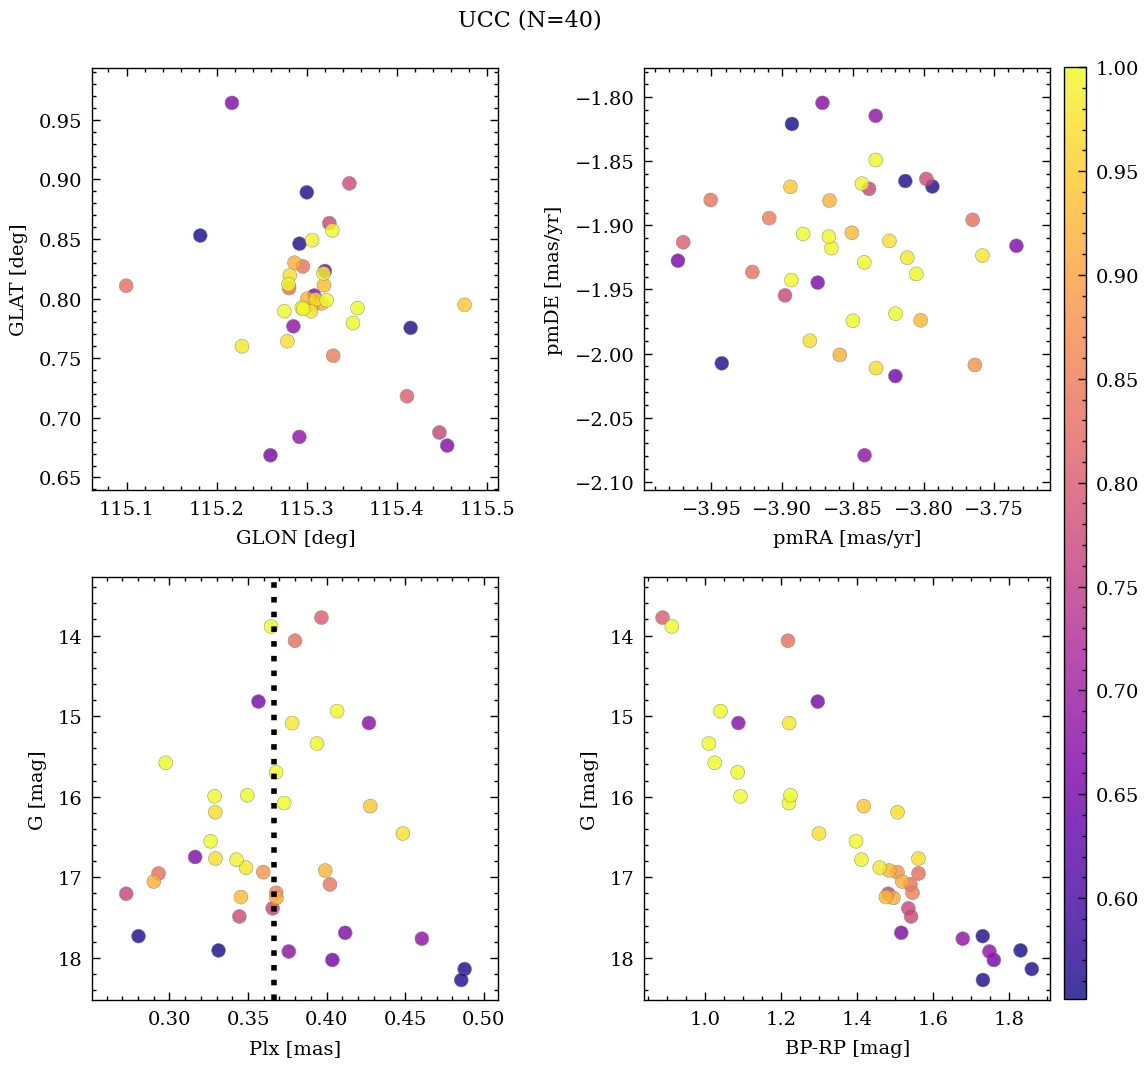 UCC (N=40)
0.95
0.90
0.85
0.80
0.75
0.70
0.65
GLAT [deg]
115.1 115.2 115.3 115.4 115.5
GLON [deg]
−1.80
−1.85
−1.90
−1.95
−2.00
−2.05
−2.10
pmDE [mas/yr]
−3.95 −3.90 −3.85 −3.80 −3.75
pmRA [mas/yr]
14
15
16
17
18
G [mag]
0.30 0.35 0.40 0.45 0.50
Plx [mas]
14
15
16
17
18
G [mag]
1.0 1.2 1.4 1.6 1.8
BP-RP [mag]
1.00
0.95
0.90
0.85
0.80
0.75
0.70
0.65
0.60